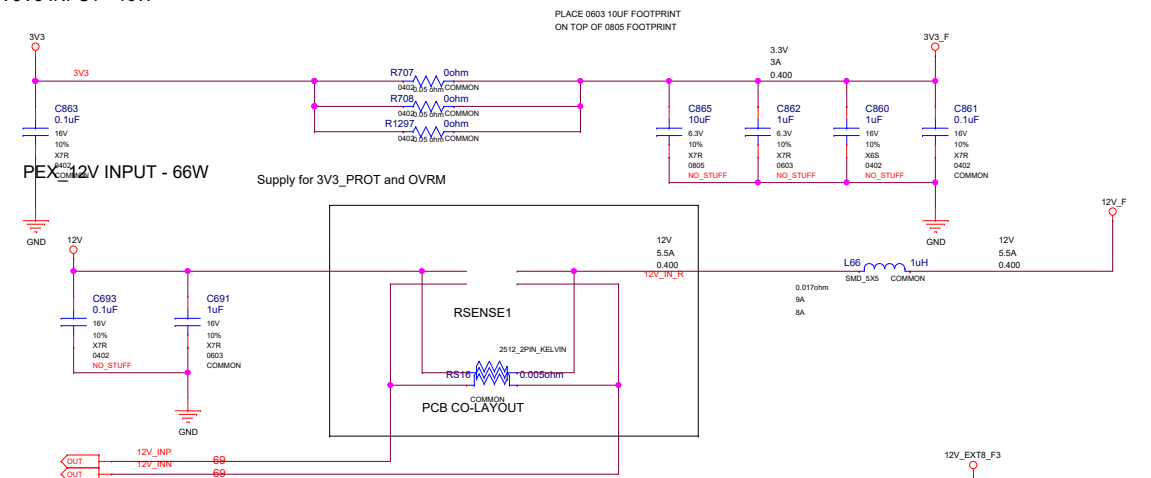 PLACE 0603 10UF FOOTPRINT
ON TOP OF 0805 FOOTPRINT
3V3
3V3
R707 0ohm
0402 0.05 ohm COMMON
R708 0ohm
0402 0.05 ohm COMMON
R1297 0ohm
0402 0.05 ohm COMMON
3.3V
3A
0.400
3V3_F
C863
0.1uF
16V
10%
X7R
0402
COMMON
C865
10uF
6.3V
10%
X7R
0805
NO_STUFF
C862
1uF
6.3V
10%
X7R
0603
NO_STUFF
C860
1uF
16V
10%
X6S
0402
NO_STUFF
C861
0.1uF
16V
10%
X7R
0402
COMMON
GND
GND
PEX_12V INPUT - 66W
Supply for 3V3_PROT and OVRM
12V
C693
0.1uF
16V
10%
X7R
0402
NO_STUFF
C691
1uF
16V
10%
X7R
0603
COMMON
GND
RSENSE1
2512_2PIN_KELVIN
RS16 0.005ohm
COMMON
PCB CO-LAYOUT
12V
5.5A
0.400
12V_IN_R
L66 1uH
SMD_5X5 COMMON
0.017ohm
9A
8A
12V
5.5A
0.400
12V_F
OUT 12V_INP 69
OUT 12V_INN 69
12V_EXT8_F3